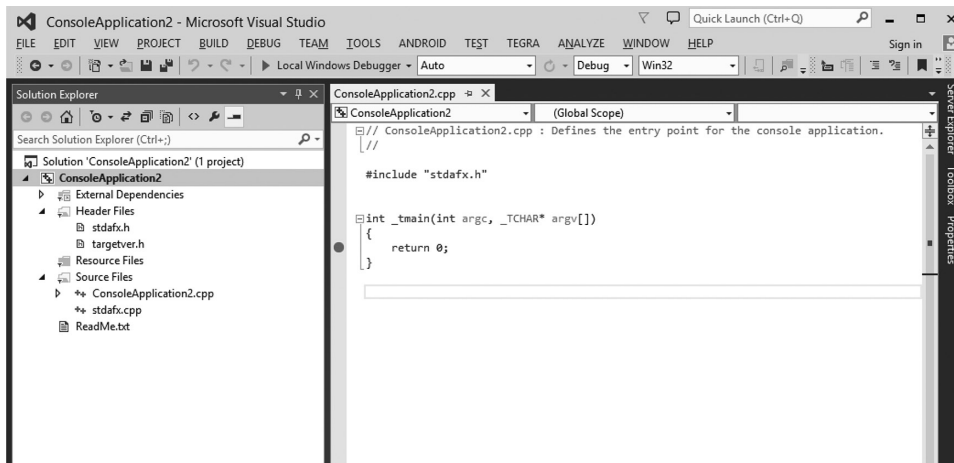 ConsoleApplication2 - Microsoft Visual Studio
Quick Launch (Ctrl+Q)
FILE EDIT VIEW PROJECT BUILD DEBUG TEAM TOOLS ANDROID TEST TEGRA ANALYZE WINDOW HELP
Sign in
Local Windows Debugger Auto Debug Win32
Solution Explorer
Search Solution Explorer (Ctrl+;)
Solution 'ConsoleApplication2' (1 project)
ConsoleApplication2
External Dependencies
Header Files
stdafx.h
targetver.h
Resource Files
Source Files
ConsoleApplication2.cpp
stdafx.cpp
ReadMe.txt
ConsoleApplication2.cpp
ConsoleApplication2 (Global Scope)
// ConsoleApplication2.cpp : Defines the entry point for the console application.
//
#include "stdafx.h"
int _tmain(int argc, _TCHAR* argv[])
{
return 0;
}
Server Explorer
Toolbox
Properties